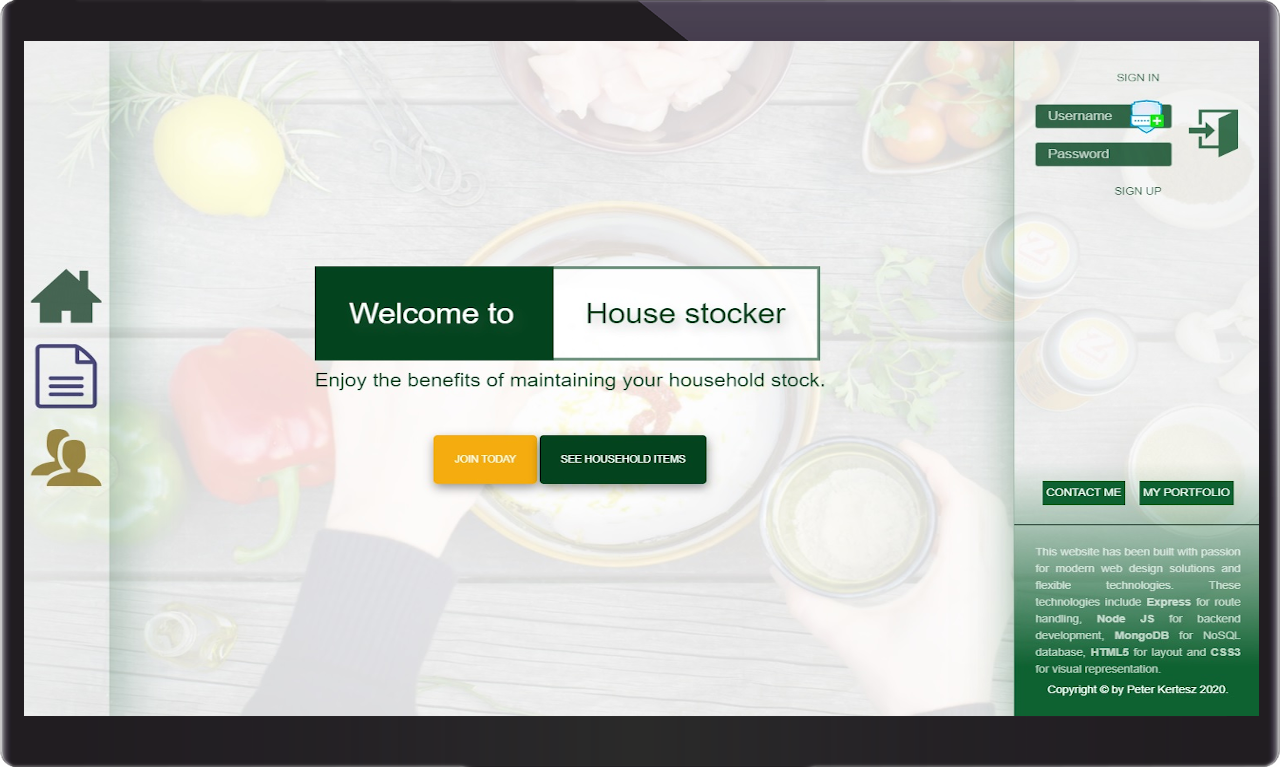 SIGN IN
Username
Password
SIGN UP
Welcome to House stocker
Enjoy the benefits of maintaining your household stock.
JOIN TODAY SEE HOUSEHOLD ITEMS
CONTACT ME MY PORTFOLIO
This website has been built with passion
for modern web design solutions and
flexible technologies. These
technologies include Express for route
handling, Node JS for backend
development, MongoDB for NoSQL
database, HTML5 for layout and CSS3
for visual representation.
Copyright © by Peter Kertesz 2020.